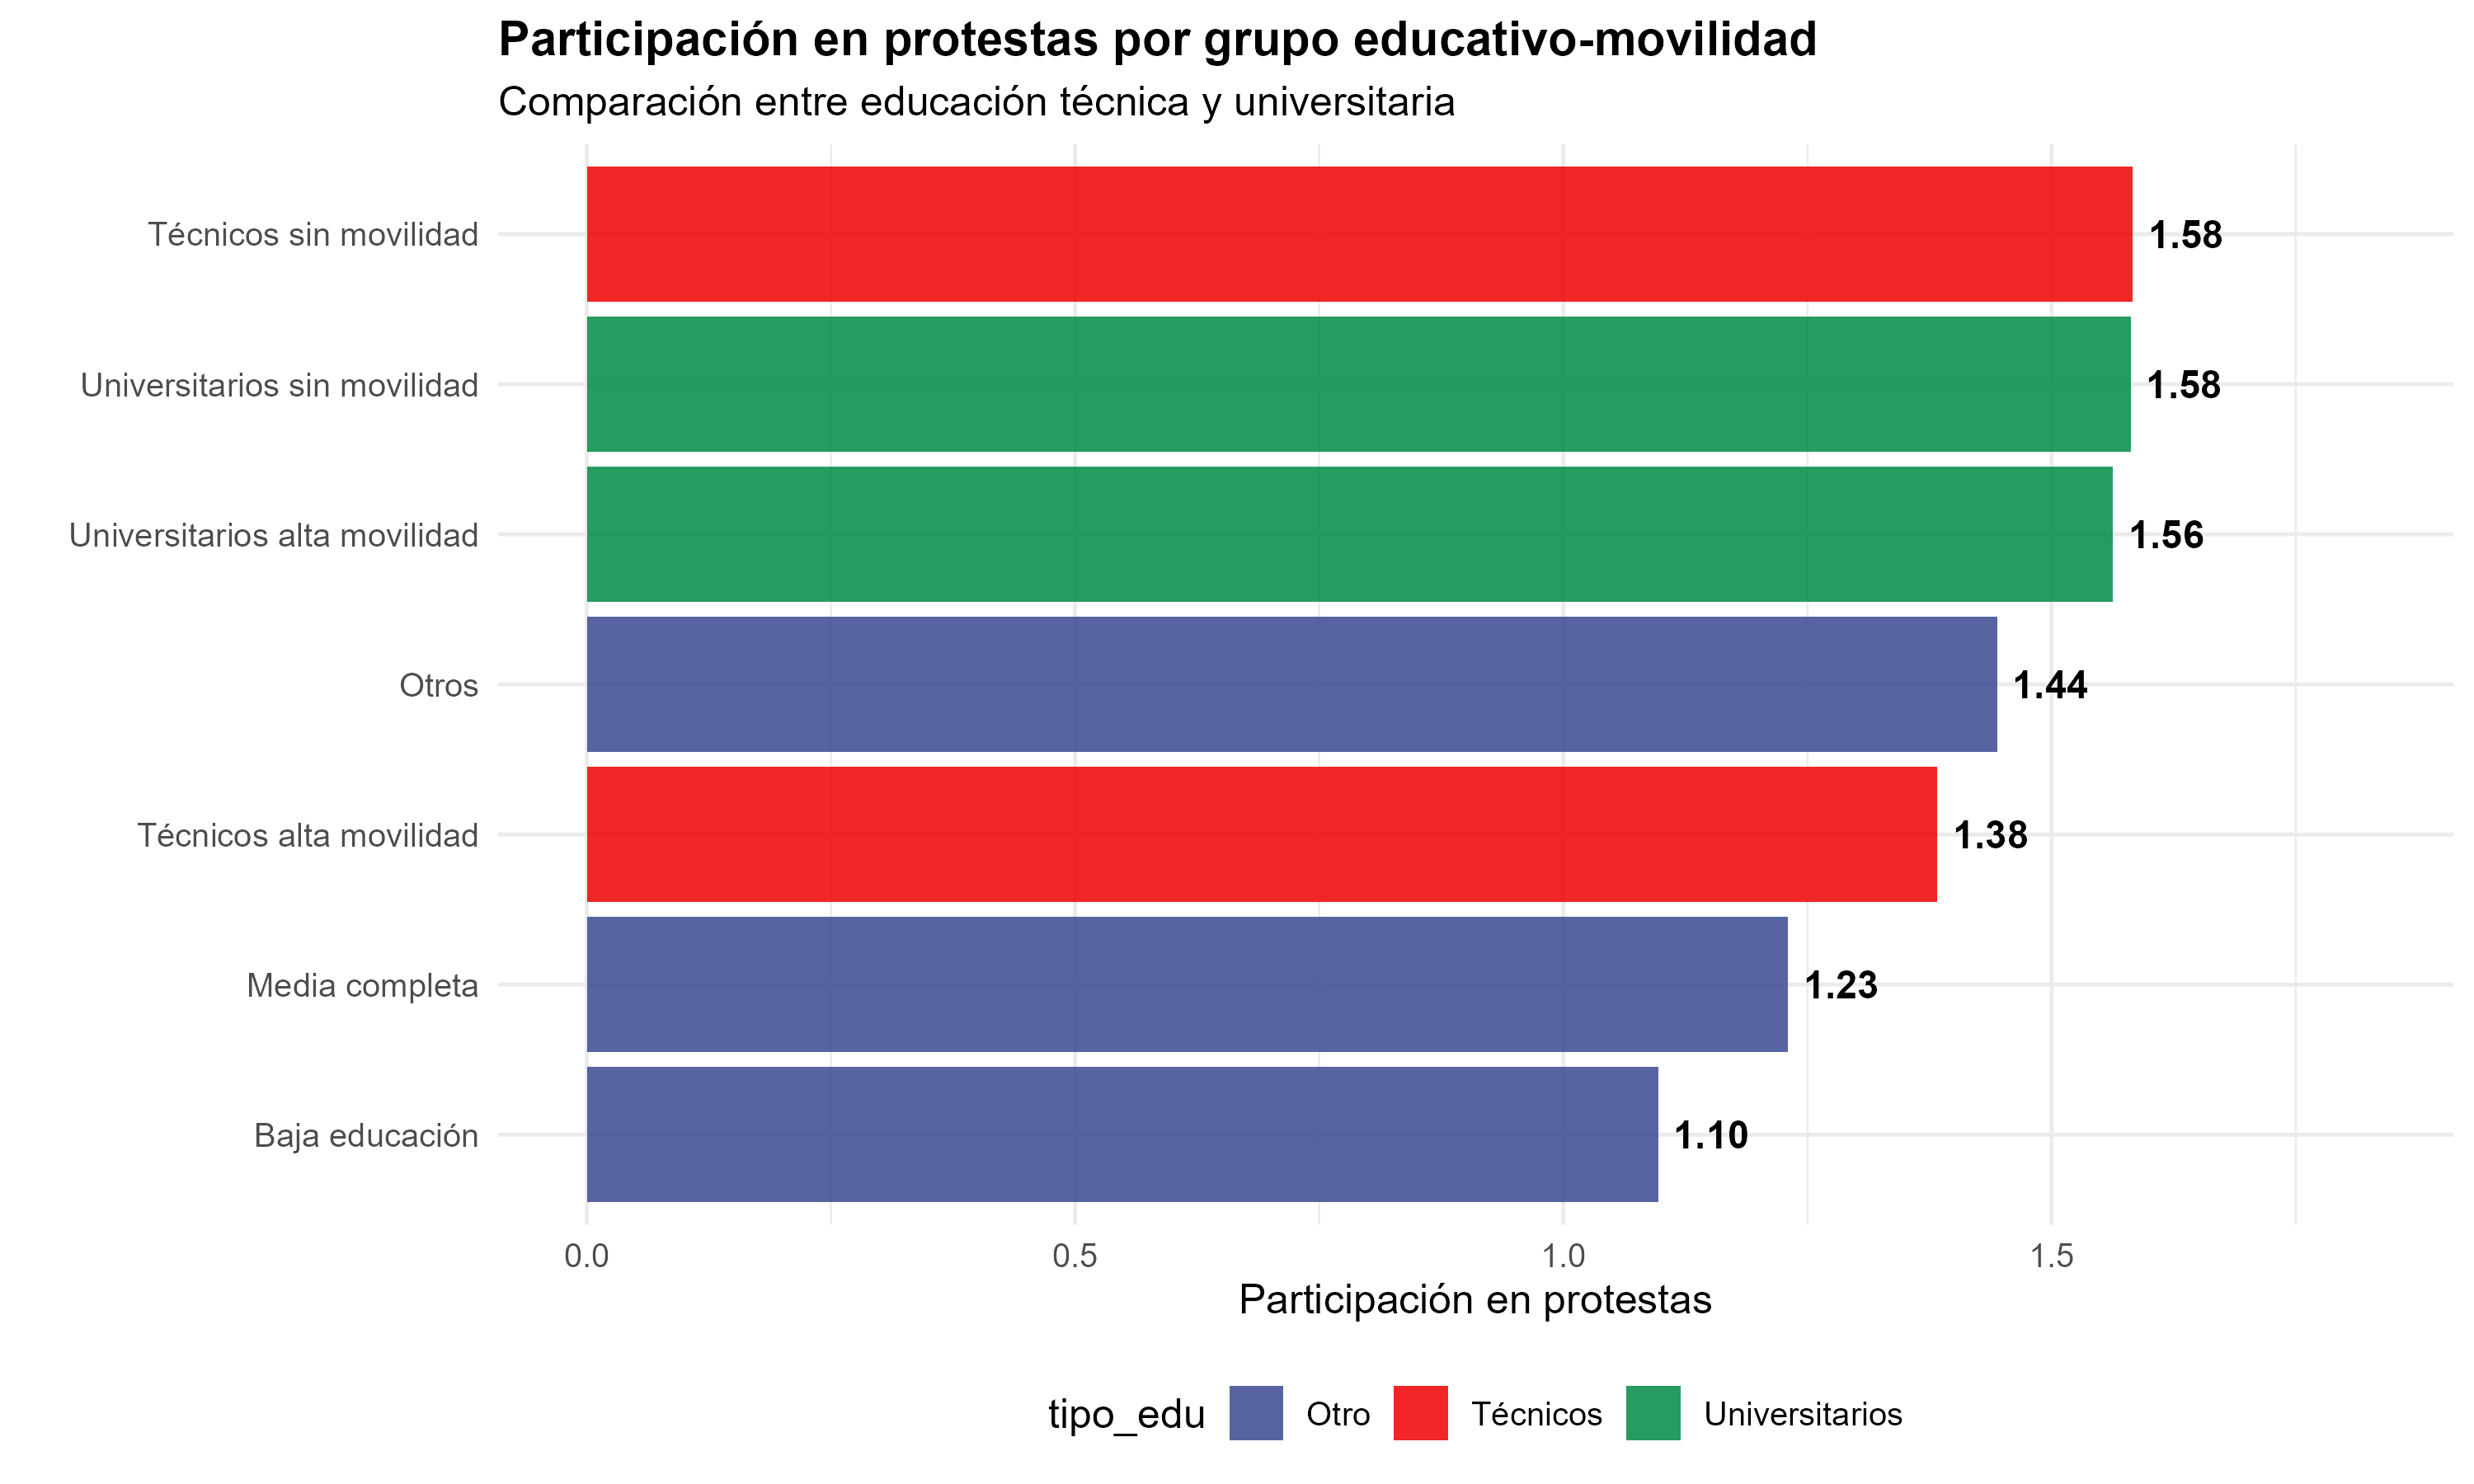 Participación en protestas por grupo educativo-movilidad
Comparación entre educación técnica y universitaria
Técnicos sin movilidad 1.58
Universitarios sin movilidad 1.58
Universitarios alta movilidad 1.56
Otros 1.44
Técnicos alta movilidad 1.38
Media completa 1.23
Baja educación 1.10
0.0 0.5 1.0 1.5
Participación en protestas
tipo_edu Otro Técnicos Universitarios